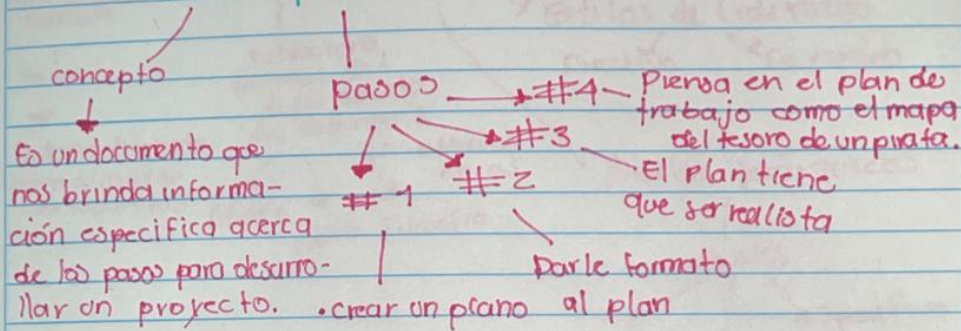 concepto
Es un documento que
nos brinda informa-
ción especifica acerca
de los pasos para desarro-
llar un proyecto.
pasos
#1
. crear un plano
#2
Darle formato
al plan
#3
. El plan tiene
que ser realista
#4
Piensa en el plan de
trabajo como el mapa
del tesoro de un pirata.